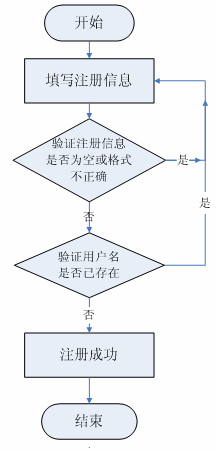 开始
填写注册信息
验证注册信息
是否为空或格式
不正确
是
否
是
验证用户名
是否已存在
否
注册成功
结束